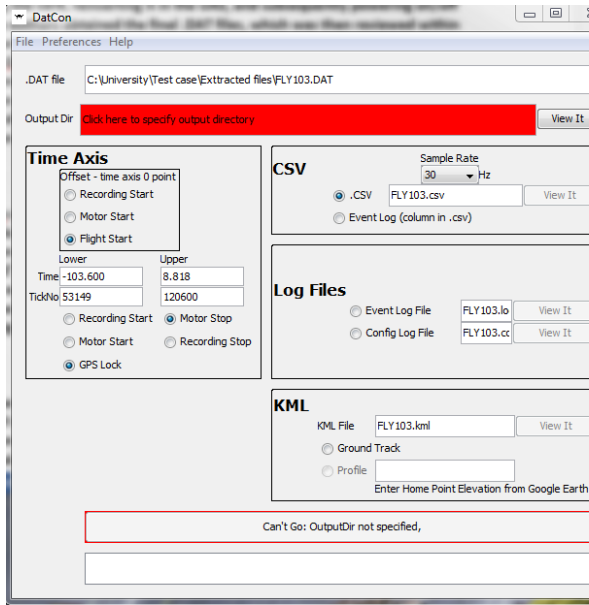 DatCon
File Preferences Help
.DAT file C:\University\Test case\Exttracted files\FLY103.DAT
Output Dir Click here to specify output directory View It
Time Axis
Offset - time axis 0 point
Recording Start
Motor Start
Flight Start
Lower Upper
Time -103.600 8.818
TickNo 53149 120600
Recording Start Motor Stop
Motor Start Recording Stop
GPS Lock
CSV
Sample Rate
30 Hz
.CSV FLY103.csv View It
Event Log (column in .csv)
Log Files
Event Log File FLY103.lo View It
Config Log File FLY103.cc View It
KML
KML File FLY103.kml View It
Ground Track
Profile
Enter Home Point Elevation from Google Earth
Can't Go: OutputDir not specified,